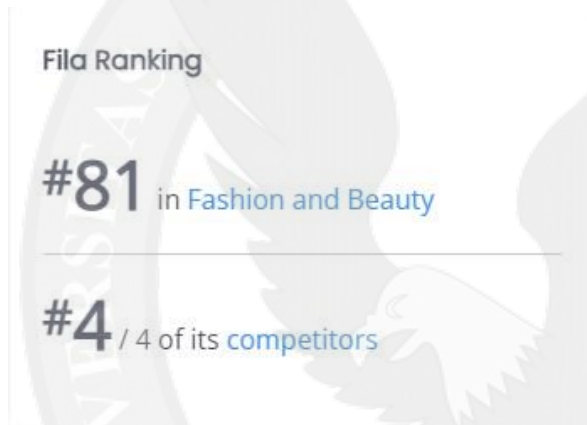 Fila Ranking
#81 in Fashion and Beauty
#4 / 4 of its competitors